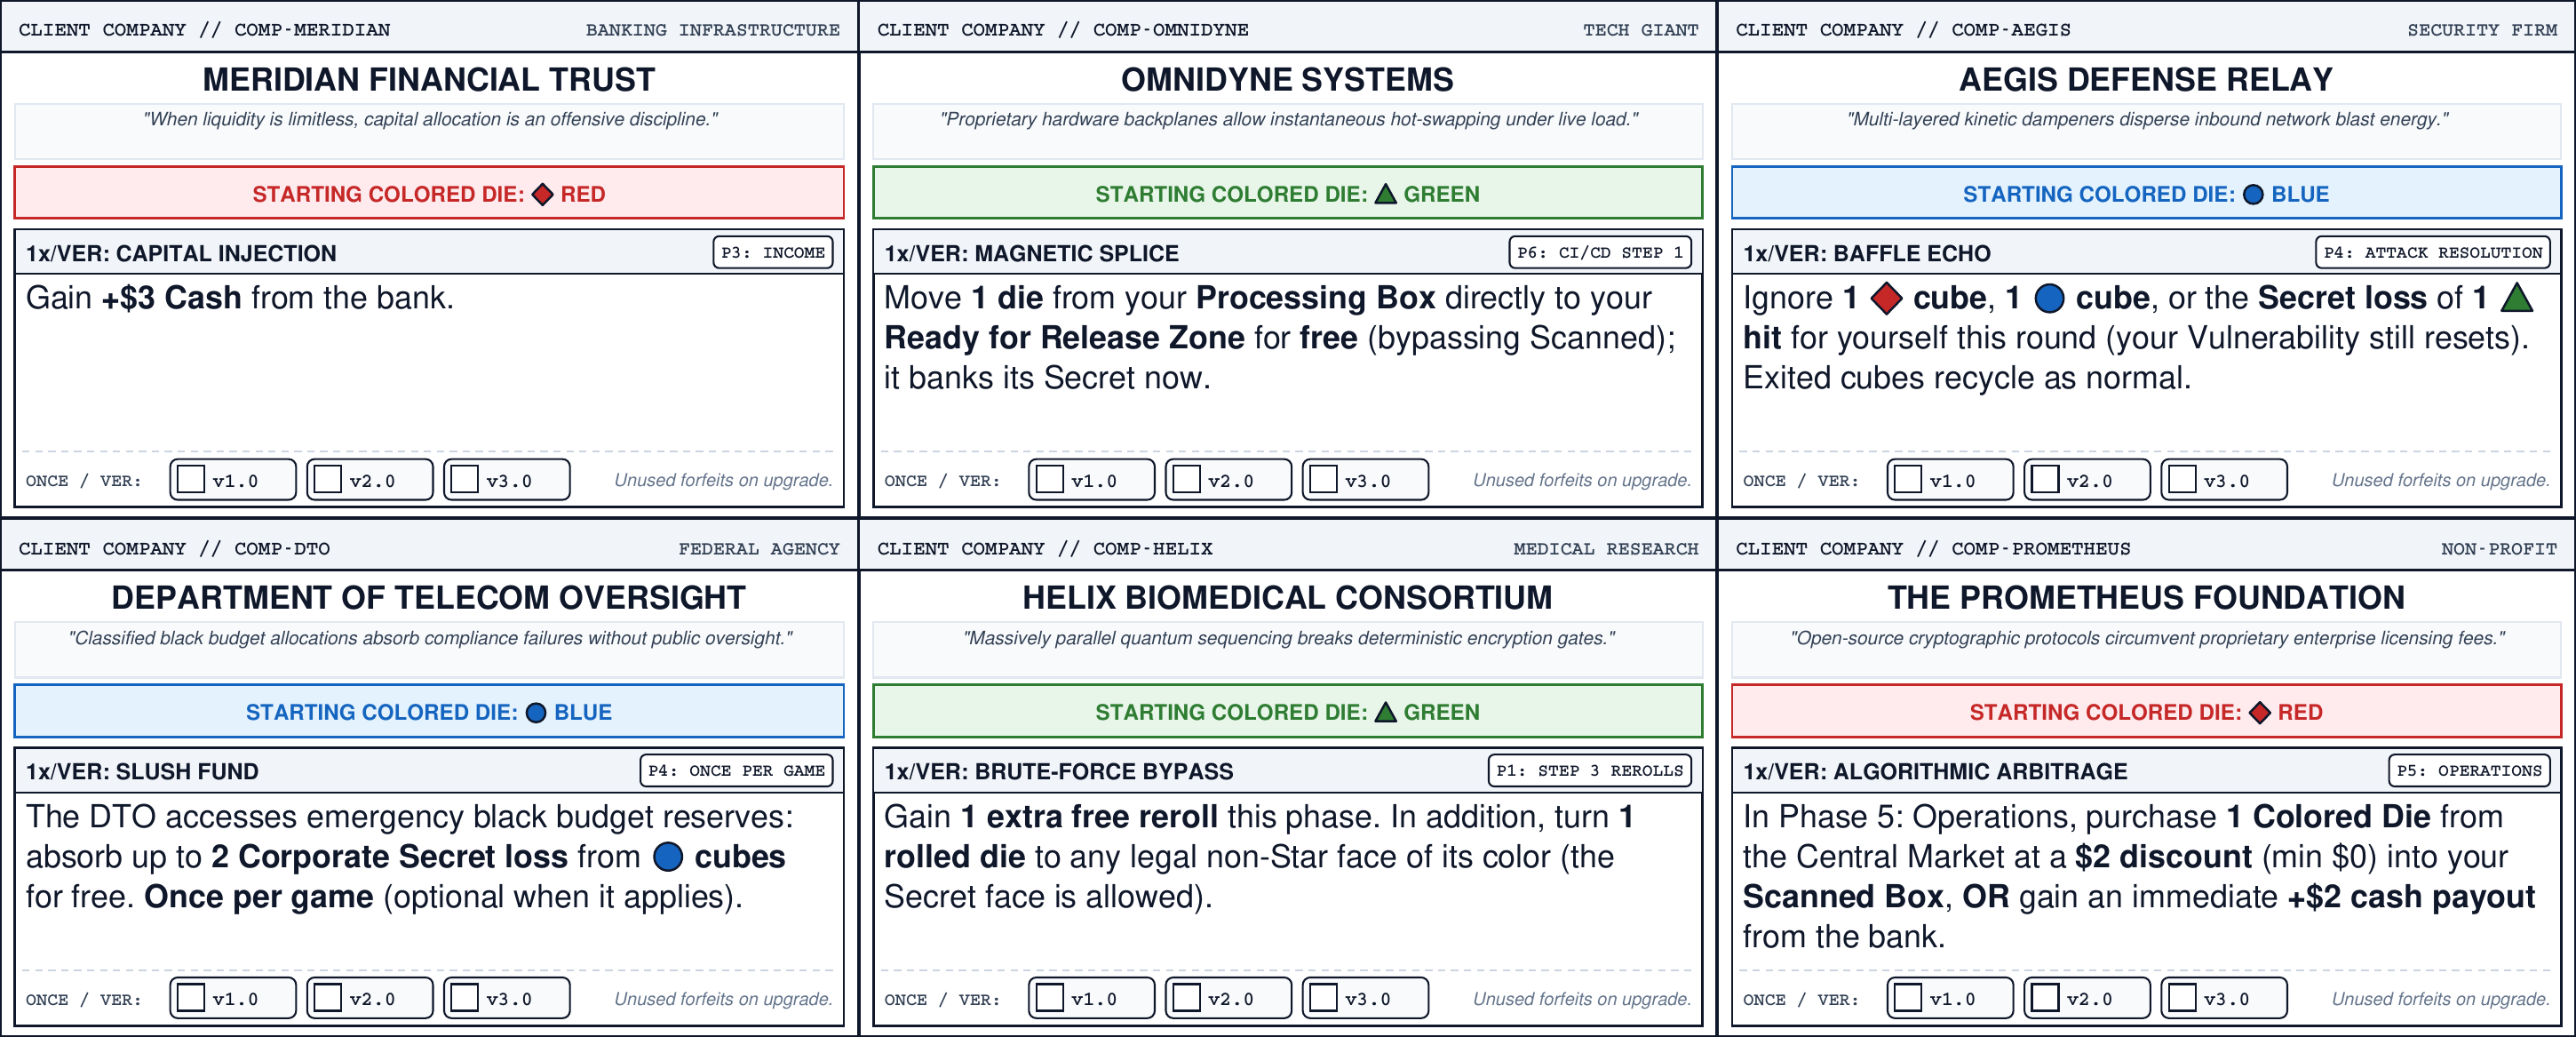 CLIENT COMPANY // COMP-MERIDIAN BANKING INFRASTRUCTURE
MERIDIAN FINANCIAL TRUST
"When liquidity is limitless, capital allocation is an offensive discipline."
STARTING COLORED DIE: RED
1x/VER: CAPITAL INJECTION P3: INCOME
Gain +$3 Cash from the bank.
ONCE / VER: v1.0 v2.0 v3.0 Unused forfeits on upgrade.
CLIENT COMPANY // COMP-OMNIDYNE TECH GIANT
OMNIDYNE SYSTEMS
"Proprietary hardware backplanes allow instantaneous hot-swapping under live load."
STARTING COLORED DIE: GREEN
1x/VER: MAGNETIC SPLICE P6: CI/CD STEP 1
Move 1 die from your Processing Box directly to your
Ready for Release Zone for free (bypassing Scanned);
it banks its Secret now.
ONCE / VER: v1.0 v2.0 v3.0 Unused forfeits on upgrade.
CLIENT COMPANY // COMP-AEGIS SECURITY FIRM
AEGIS DEFENSE RELAY
"Multi-layered kinetic dampeners disperse inbound network blast energy."
STARTING COLORED DIE: BLUE
1x/VER: BAFFLE ECHO P4: ATTACK RESOLUTION
Ignore 1 cube, 1 cube, or the Secret loss of 1
hit for yourself this round (your Vulnerability still resets).
Exited cubes recycle as normal.
ONCE / VER: v1.0 v2.0 v3.0 Unused forfeits on upgrade.
CLIENT COMPANY // COMP-DTO FEDERAL AGENCY
DEPARTMENT OF TELECOM OVERSIGHT
"Classified black budget allocations absorb compliance failures without public oversight."
STARTING COLORED DIE: BLUE
1x/VER: SLUSH FUND P4: ONCE PER GAME
The DTO accesses emergency black budget reserves:
absorb up to 2 Corporate Secret loss from cubes
for free. Once per game (optional when it applies).
ONCE / VER: v1.0 v2.0 v3.0 Unused forfeits on upgrade.
CLIENT COMPANY // COMP-HELIX MEDICAL RESEARCH
HELIX BIOMEDICAL CONSORTIUM
"Massively parallel quantum sequencing breaks deterministic encryption gates."
STARTING COLORED DIE: GREEN
1x/VER: BRUTE-FORCE BYPASS P1: STEP 3 REROLLS
Gain 1 extra free reroll this phase. In addition, turn 1
rolled die to any legal non-Star face of its color (the
Secret face is allowed).
ONCE / VER: v1.0 v2.0 v3.0 Unused forfeits on upgrade.
CLIENT COMPANY // COMP-PROMETHEUS NON-PROFIT
THE PROMETHEUS FOUNDATION
"Open-source cryptographic protocols circumvent proprietary enterprise licensing fees."
STARTING COLORED DIE: RED
1x/VER: ALGORITHMIC ARBITRAGE P5: OPERATIONS
In Phase 5: Operations, purchase 1 Colored Die from
the Central Market at a $2 discount (min $0) into your
Scanned Box, OR gain an immediate +$2 cash payout
from the bank.
ONCE / VER: v1.0 v2.0 v3.0 Unused forfeits on upgrade.